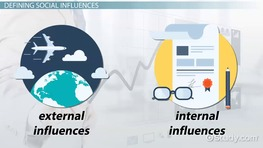 DEFINING SOCIAL INFLUENCES
external
influences
internal
influences
Study.com